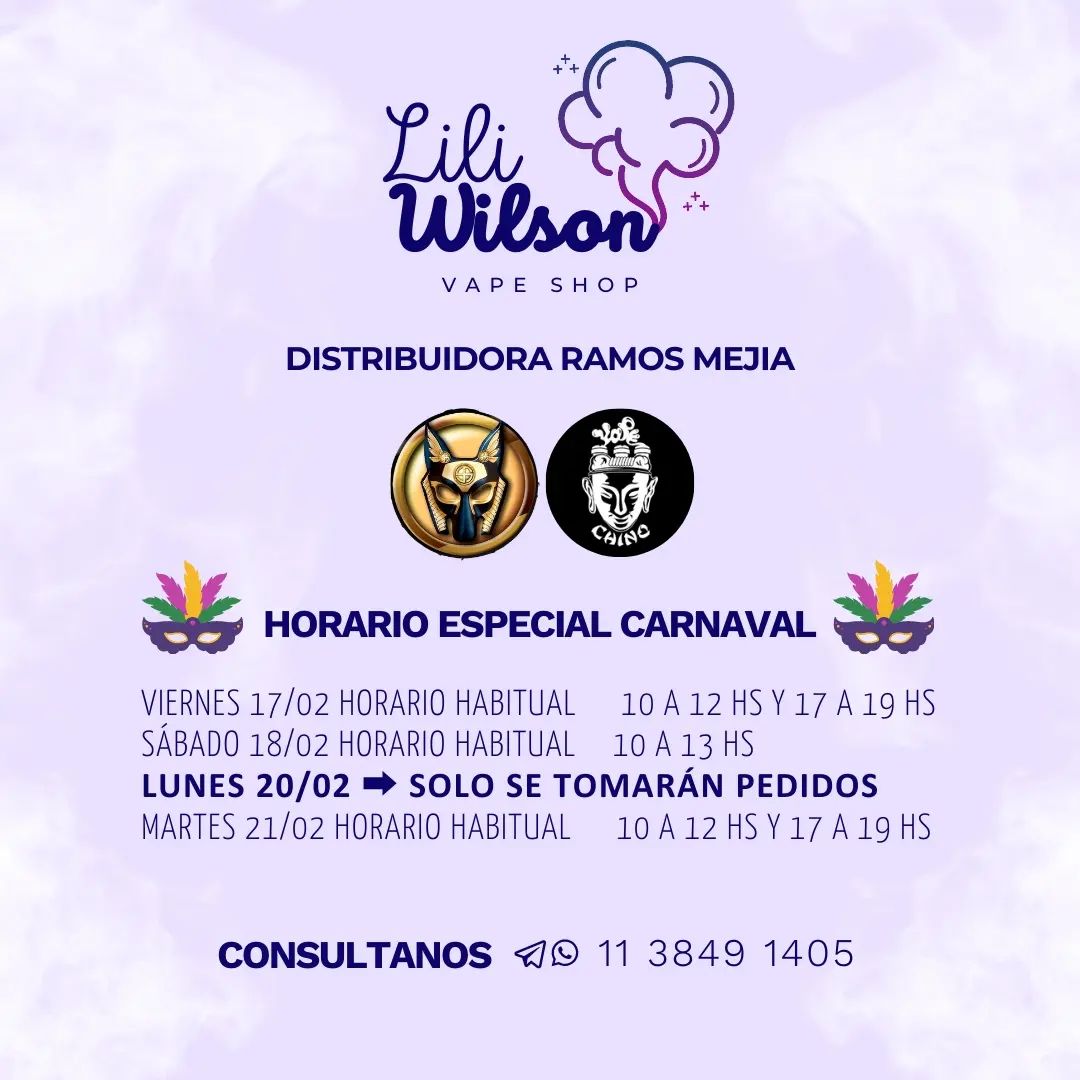 Lili
Wilson
VAPE SHOP
DISTRIBUIDORA RAMOS MEJIA
VAPE
CHINO
HORARIO ESPECIAL CARNAVAL
VIERNES 17/02 HORARIO HABITUAL 10 A 12 HS Y 17 A 19 HS
SÁBADO 18/02 HORARIO HABITUAL 10 A 13 HS
LUNES 20/02 ➡ SOLO SE TOMARÁN PEDIDOS
MARTES 21/02 HORARIO HABITUAL 10 A 12 HS Y 17 A 19 HS
CONSULTANOS 11 3849 1405